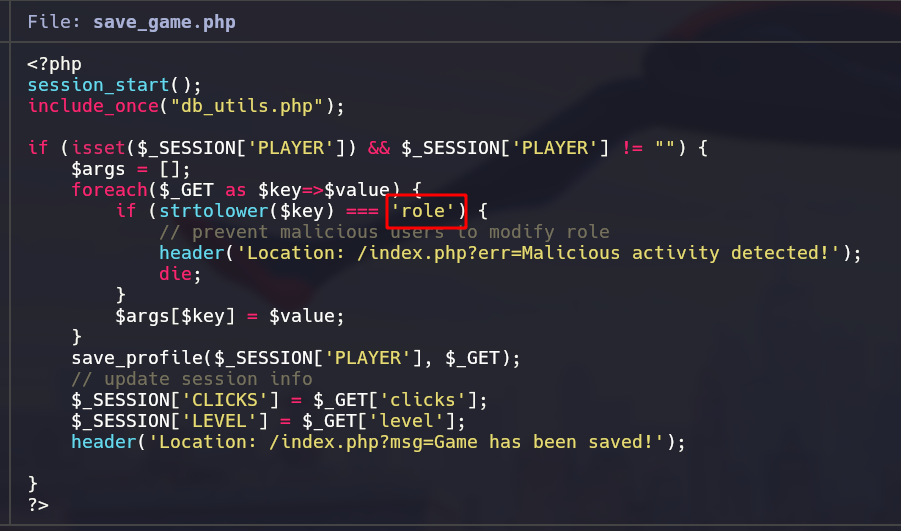 File: save_game.php
<?php
session_start();
include_once("db_utils.php");
if (isset($_SESSION['PLAYER']) && $_SESSION['PLAYER'] != "") {
    $args = [];
    foreach($_GET as $key=>$value) {
        if (strtolower($key) === 'role') {
            // prevent malicious users to modify role
            header('Location: /index.php?err=Malicious activity detected!');
            die;
        }
        $args[$key] = $value;
    }
    save_profile($_SESSION['PLAYER'], $_GET);
    // update session info
    $_SESSION['CLICKS'] = $_GET['clicks'];
    $_SESSION['LEVEL'] = $_GET['level'];
    header('Location: /index.php?msg=Game has been saved!');
}
?>